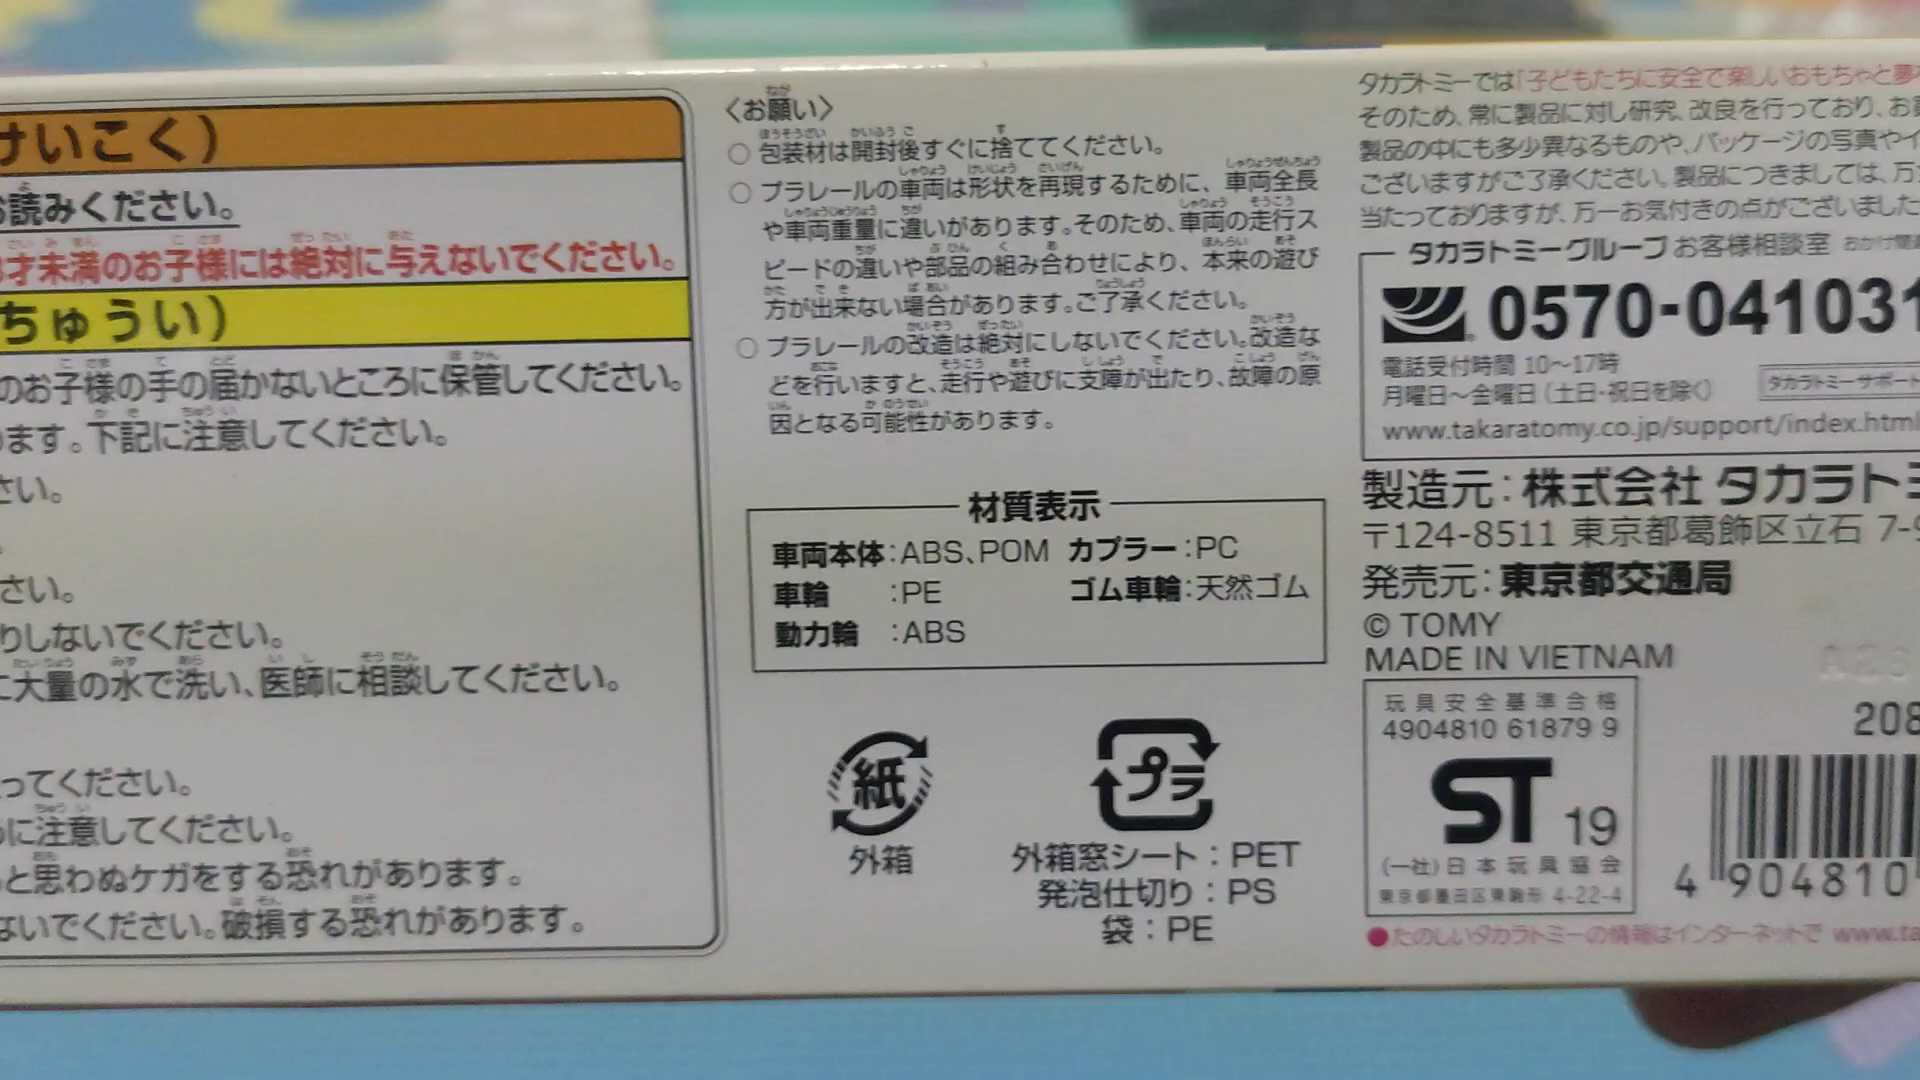 けいこく）
お読みください。
3才未満のお子様には絶対に与えないでください。
ちゅうい）
のお子様の手の届かないところに保管してください。
ります。下記に注意してください。
さい。
さい。
りしないでください。
に大量の水で洗い、医師に相談してください。
ってください。
に注意してください。
と思わぬケガをする恐れがあります。
ないでください。破損する恐れがあります。
〈お願い〉
○ 包装材は開封後すぐに捨ててください。
○ プラレールの車両は形状を再現するために、車両全長
や車両重量に違いがあります。そのため、車両の走行ス
ピードの違いや部品の組み合わせにより、本来の遊び
方が出来ない場合があります。ご了承ください。
○ プラレールの改造は絶対にしないでください。改造な
どを行いますと、走行や遊びに支障が出たり、故障の原
因となる可能性があります。
材質表示
車両本体：ABS、POM カプラー：PC
車輪 ：PE ゴム車輪：天然ゴム
動力輪 ：ABS
紙
外箱
プラ
外箱窓シート：PET
発泡仕切り：PS
袋：PE
タカラトミーでは「子どもたちに安全で楽しいおもちゃと夢
そのため、常に製品に対し研究、改良を行っており、お
製品の中にも多少異なるものや、パッケージの写真やイ
ございますがご了承ください。製品につきましては、万
当たっておりますが、万一お気付きの点がございました
タカラトミーグループ お客様相談室 おかけ間違
0570-041031
電話受付時間 10〜17時
月曜日〜金曜日（土日・祝日を除く） タカラトミーサポート
www.takaratomy.co.jp/support/index.html
製造元：株式会社 タカラトミ
〒124-8511 東京都葛飾区立石 7-9
発売元：東京都交通局
© TOMY
MADE IN VIETNAM
玩具安全基準合格
4904810 61879 9
ST 19
(一社)日本玩具協会
東京都墨田区東駒形 4-22-4
208
4 904810
●たのしいタカラトミーの情報はインターネットで www.ta